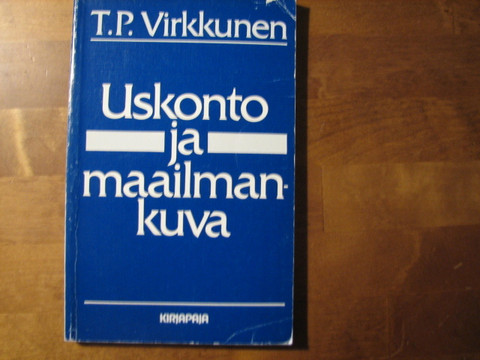 T.P. Virkkunen
Uskonto
ja
maailman-
kuva
KIRJAPAJA